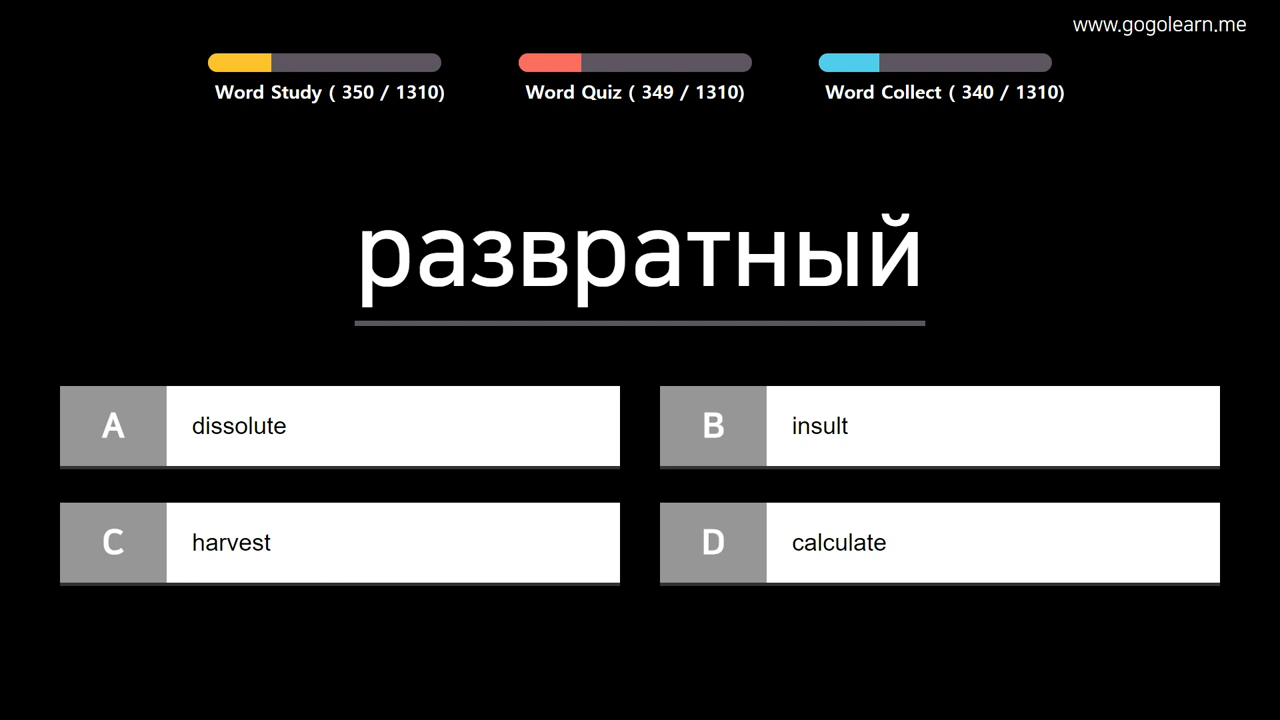 www.gogolearn.me
Word Study ( 350 / 1310)
Word Quiz ( 349 / 1310)
Word Collect ( 340 / 1310)
развратный
A dissolute
B insult
C harvest
D calculate